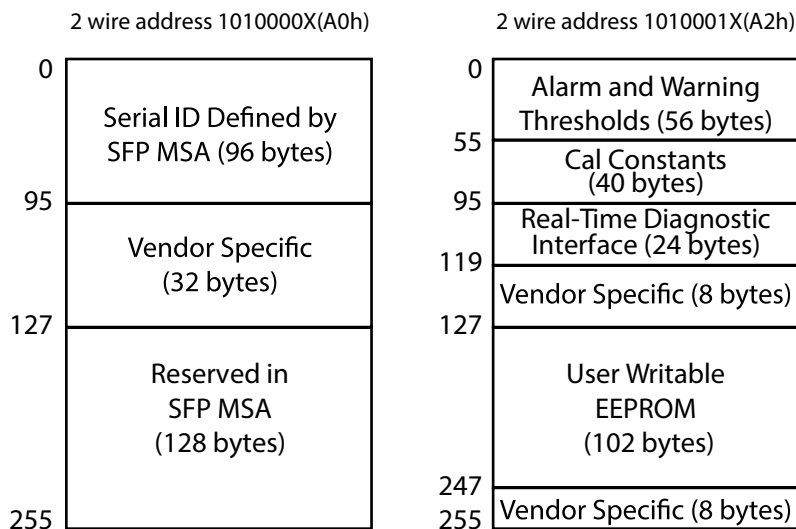 2 wire address 1010000X(A0h)
0
Serial ID Defined by
SFP MSA (96 bytes)
95
Vendor Specific
(32 bytes)
127
Reserved in
SFP MSA
(128 bytes)
255
2 wire address 1010001X(A2h)
0
Alarm and Warning
Thresholds (56 bytes)
55
Cal Constants
(40 bytes)
95
Real-Time Diagnostic
Interface (24 bytes)
119
Vendor Specific (8 bytes)
127
User Writable
EEPROM
(102 bytes)
247
Vendor Specific (8 bytes)
255